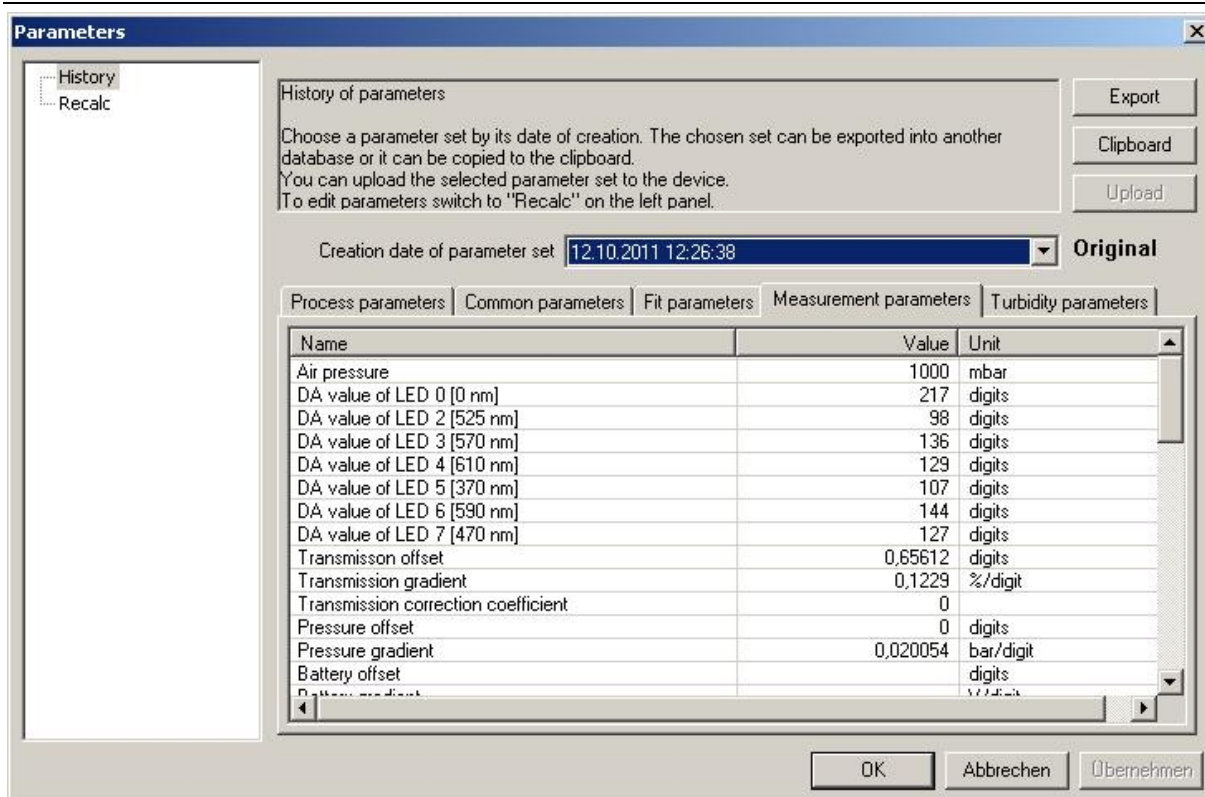 Parameters
History
Recalc
History of parameters
Choose a parameter set by its date of creation. The chosen set can be exported into another
database or it can be copied to the clipboard.
You can upload the selected parameter set to the device.
To edit parameters switch to "Recalc" on the left panel.
Export
Clipboard
Upload
Creation date of parameter set 12.10.2011 12:26:38 Original
Process parameters Common parameters Fit parameters Measurement parameters Turbidity parameters
Name Value Unit
Air pressure 1000 mbar
DA value of LED 0 [0 nm] 217 digits
DA value of LED 2 [525 nm] 98 digits
DA value of LED 3 [570 nm] 136 digits
DA value of LED 4 [610 nm] 129 digits
DA value of LED 5 [370 nm] 107 digits
DA value of LED 6 [590 nm] 144 digits
DA value of LED 7 [470 nm] 127 digits
Transmisson offset 0,65612 digits
Transmission gradient 0,1229 %/digit
Transmission correction coefficient 0
Pressure offset 0 digits
Pressure gradient 0,020054 bar/digit
Battery offset digits
OK Abbrechen Übernehmen